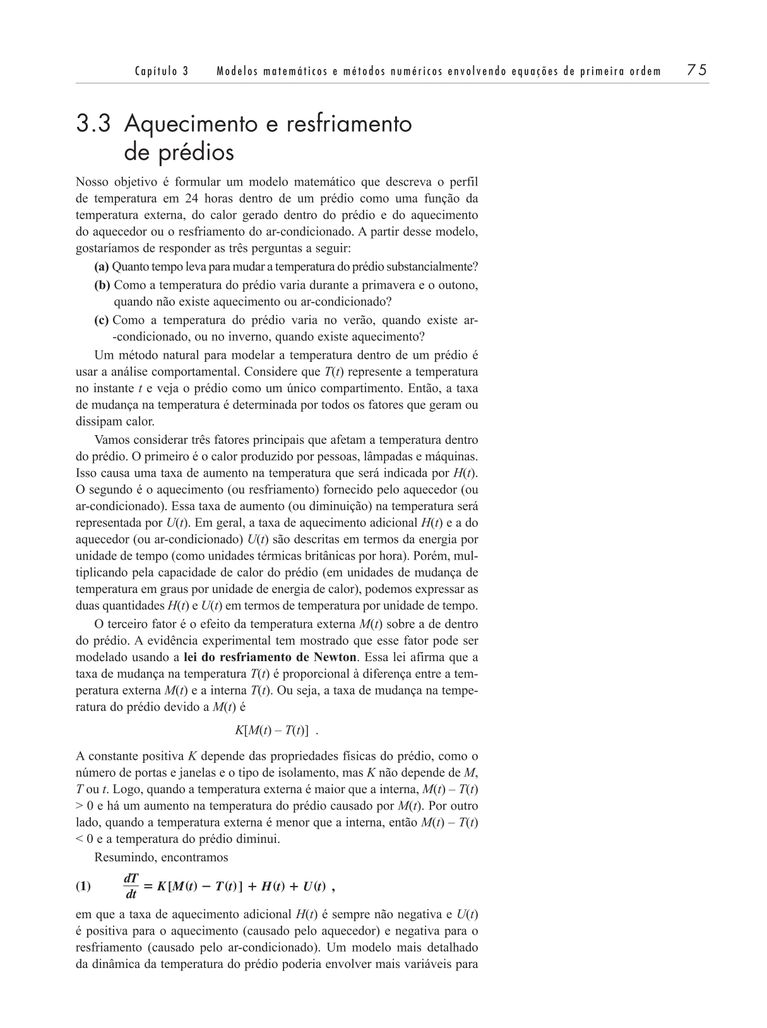 Capítulo 3 Modelos matemáticos e métodos numéricos envolvendo equações de primeira ordem 75
3.3 Aquecimento e resfriamento
de prédios
Nosso objetivo é formular um modelo matemático que descreva o perfil
de temperatura em 24 horas dentro de um prédio como uma função da
temperatura externa, do calor gerado dentro do prédio e do aquecimento
do aquecedor ou o resfriamento do ar-condicionado. A partir desse modelo,
gostaríamos de responder as três perguntas a seguir:
(a) Quanto tempo leva para mudar a temperatura do prédio substancialmente?
(b) Como a temperatura do prédio varia durante a primavera e o outono,
quando não existe aquecimento ou ar-condicionado?
(c) Como a temperatura do prédio varia no verão, quando existe ar-
-condicionado, ou no inverno, quando existe aquecimento?
Um método natural para modelar a temperatura dentro de um prédio é
usar a análise comportamental. Considere que T(t) represente a temperatura
no instante t e veja o prédio como um único compartimento. Então, a taxa
de mudança na temperatura é determinada por todos os fatores que geram ou
dissipam calor.
Vamos considerar três fatores principais que afetam a temperatura dentro
do prédio. O primeiro é o calor produzido por pessoas, lâmpadas e máquinas.
Isso causa uma taxa de aumento na temperatura que será indicada por H(t).
O segundo é o aquecimento (ou resfriamento) fornecido pelo aquecedor (ou
ar-condicionado). Essa taxa de aumento (ou diminuição) na temperatura será
representada por U(t). Em geral, a taxa de aquecimento adicional H(t) e a do
aquecedor (ou ar-condicionado) U(t) são descritas em termos da energia por
unidade de tempo (como unidades térmicas britânicas por hora). Porém, mul-
tiplicando pela capacidade de calor do prédio (em unidades de mudança de
temperatura em graus por unidade de energia de calor), podemos expressar as
duas quantidades H(t) e U(t) em termos de temperatura por unidade de tempo.
O terceiro fator é o efeito da temperatura externa M(t) sobre a de dentro
do prédio. A evidência experimental tem mostrado que esse fator pode ser
modelado usando a lei do resfriamento de Newton. Essa lei afirma que a
taxa de mudança na temperatura T(t) é proporcional à diferença entre a tem-
peratura externa M(t) e a interna T(t). Ou seja, a taxa de mudança na tempe-
ratura do prédio devido a M(t) é
K[M(t) – T(t)] .
A constante positiva K depende das propriedades físicas do prédio, como o
número de portas e janelas e o tipo de isolamento, mas K não depende de M,
T ou t. Logo, quando a temperatura externa é maior que a interna, M(t) – T(t)
> 0 e há um aumento na temperatura do prédio causado por M(t). Por outro
lado, quando a temperatura externa é menor que a interna, então M(t) – T(t)
< 0 e a temperatura do prédio diminui.
Resumindo, encontramos
(1) dT/dt = K[M(t) − T(t)] + H(t) + U(t) ,
em que a taxa de aquecimento adicional H(t) é sempre não negativa e U(t)
é positiva para o aquecimento (causado pelo aquecedor) e negativa para o
resfriamento (causado pelo ar-condicionado). Um modelo mais detalhado
da dinâmica da temperatura do prédio poderia envolver mais variáveis para